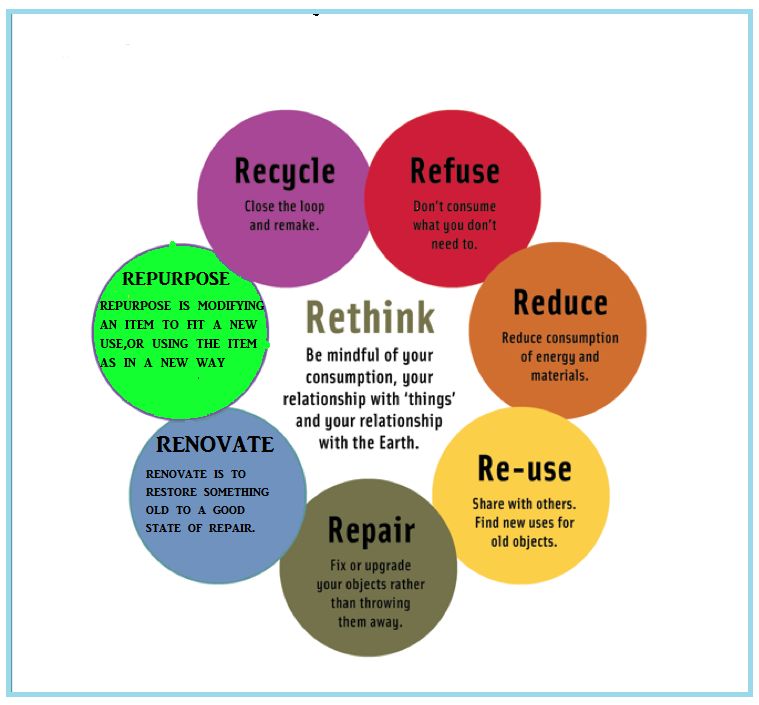 Recycle
Close the loop
and remake.
Refuse
Don't consume
what you don't
need to.
REPURPOSE
REPURPOSE IS MODIFYING
AN ITEM TO FIT A NEW
USE,OR USING THE ITEM
AS IN A NEW WAY
Rethink
Be mindful of your
consumption, your
relationship with 'things'
and your relationship
with the Earth.
Reduce
Reduce consumption
of energy and
materials.
RENOVATE
RENOVATE IS TO
RESTORE SOMETHING
OLD TO A GOOD
STATE OF REPAIR.
Repair
Fix or upgrade
your objects rather
than throwing
them away.
Re-use
Share with others.
Find new uses for
old objects.